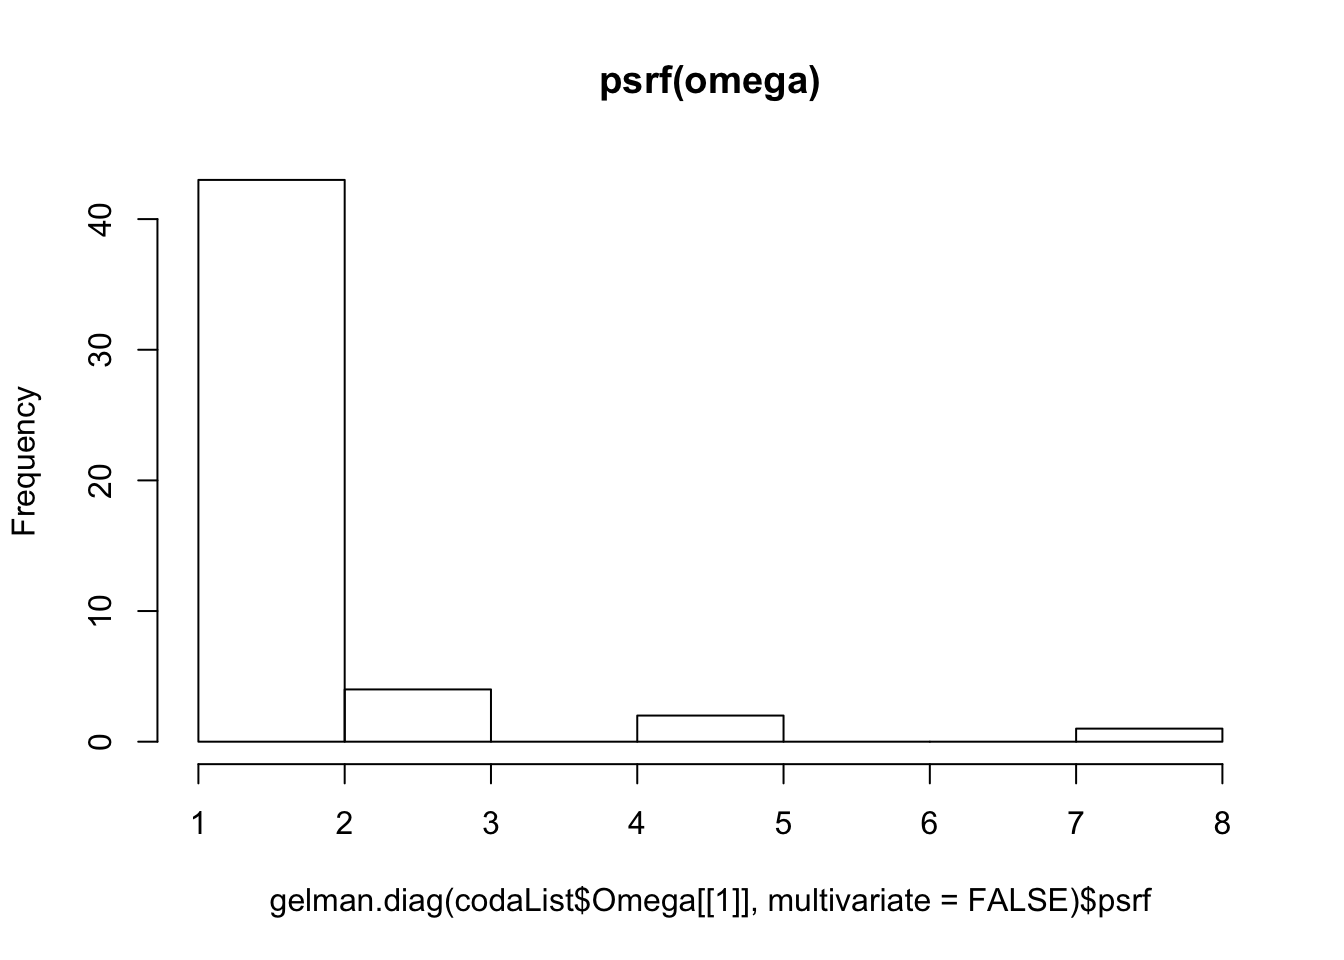 psrf(omega)
Frequency
40
30
20
10
0
1 2 3 4 5 6 7 8
gelman.diag(codaList$Omega[[1]], multivariate = FALSE)$psrf